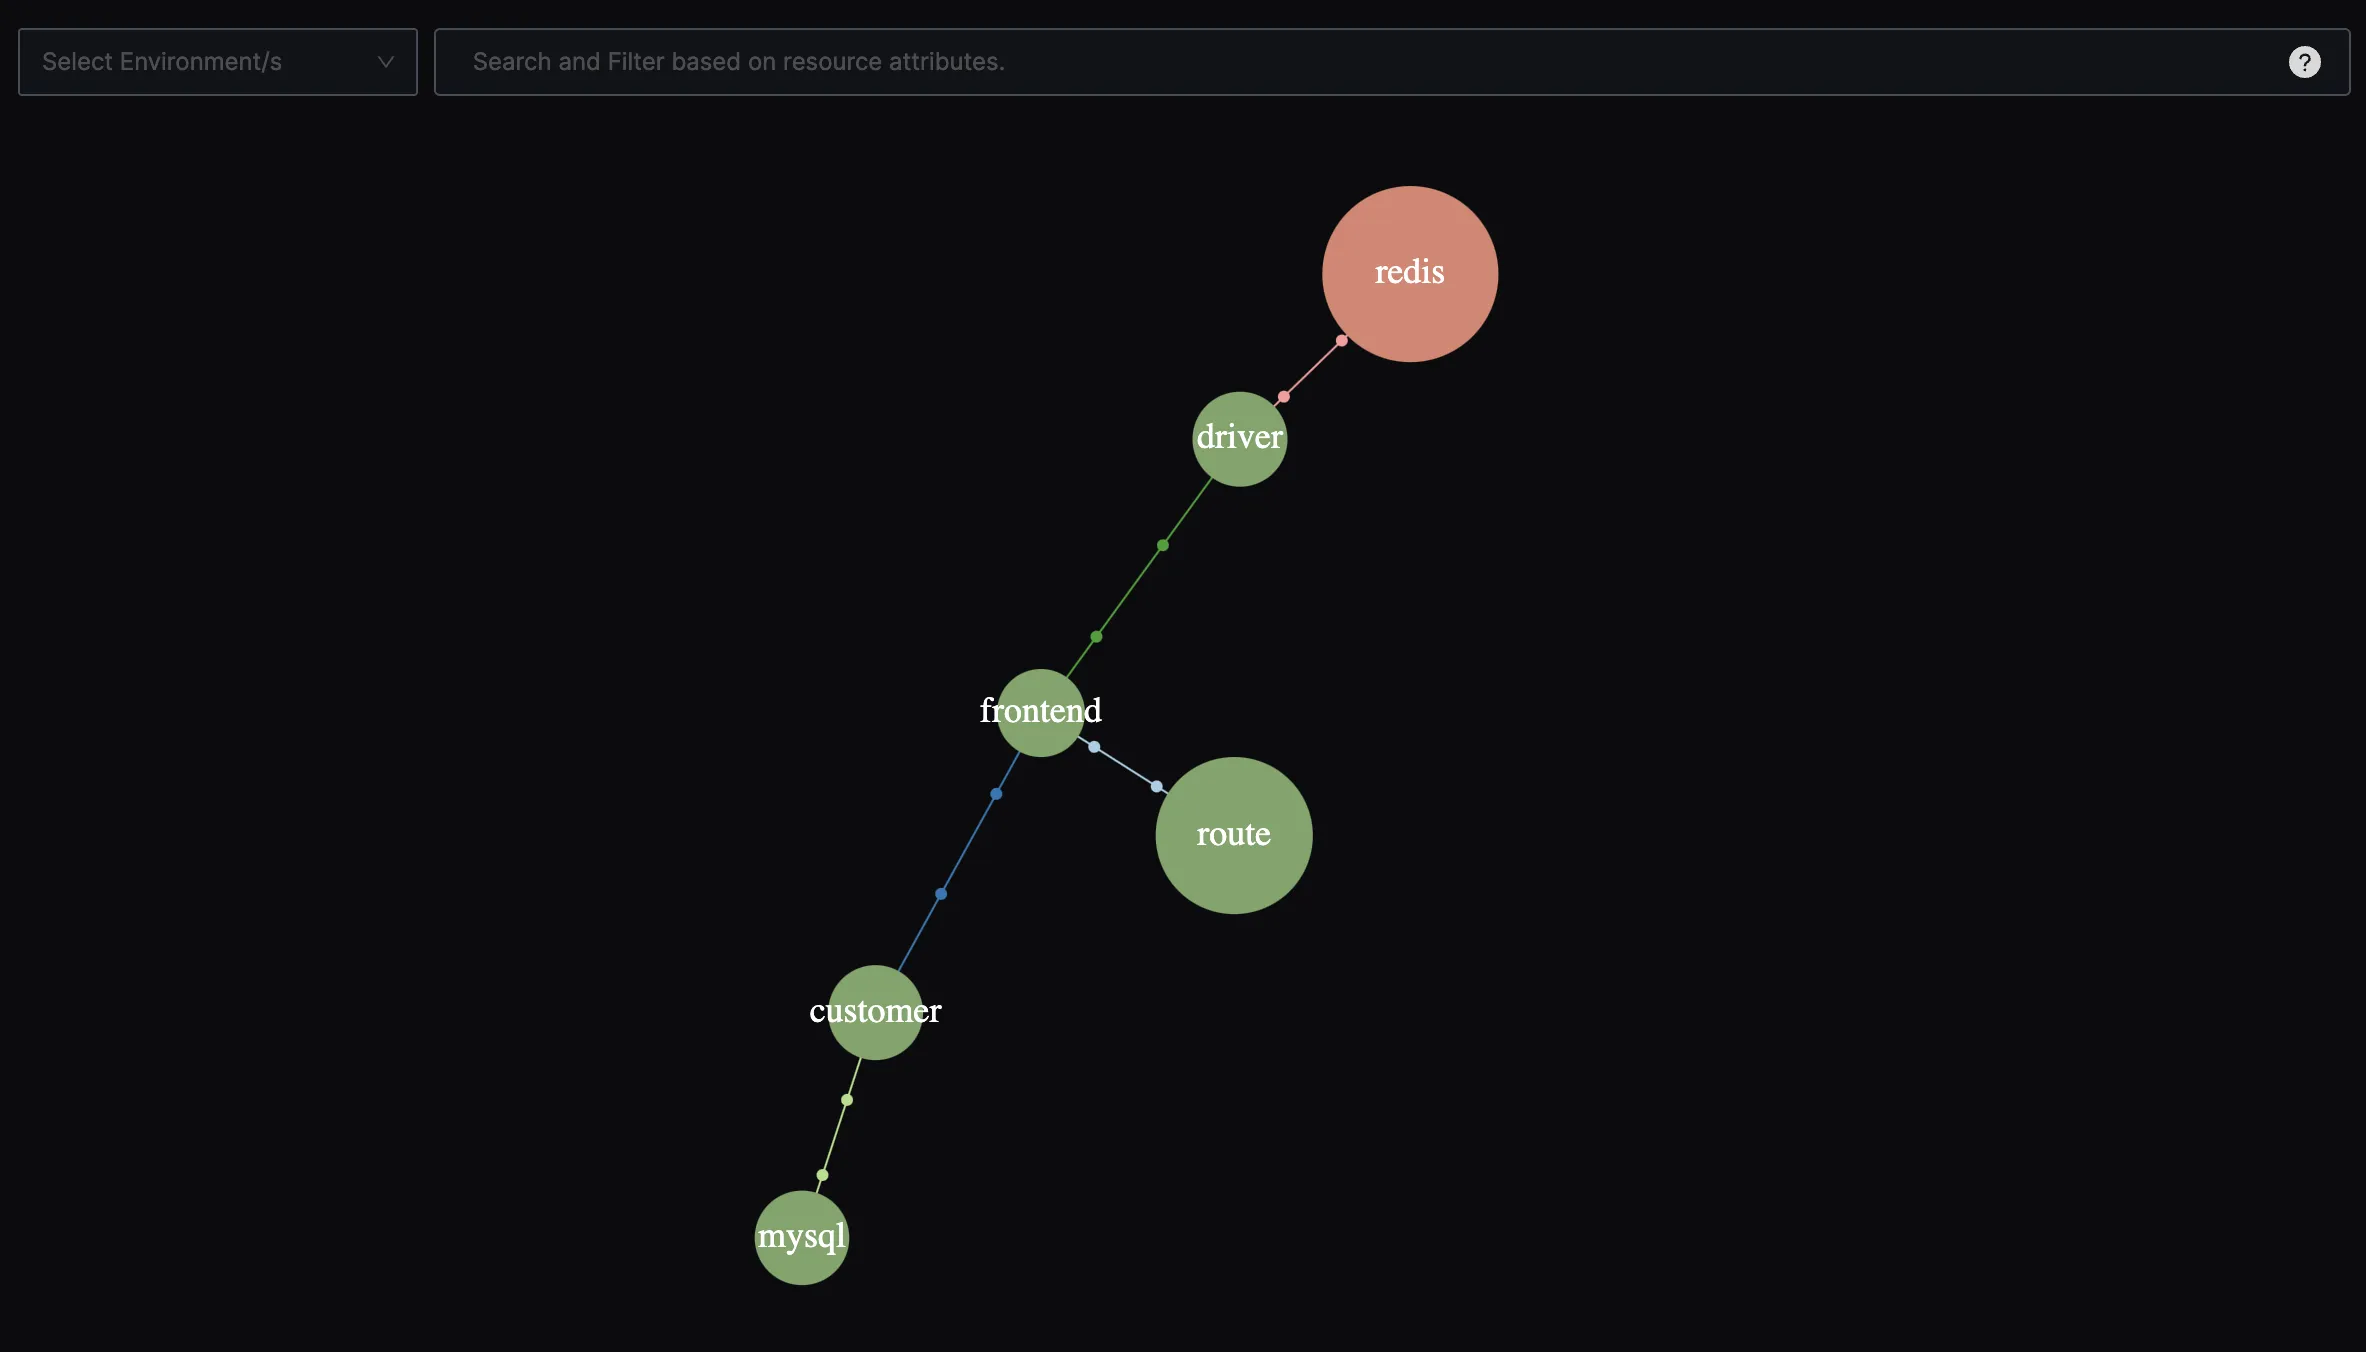 Select Environment/s
Search and Filter based on resource attributes.
?
redis
driver
frontend
route
customer
mysql